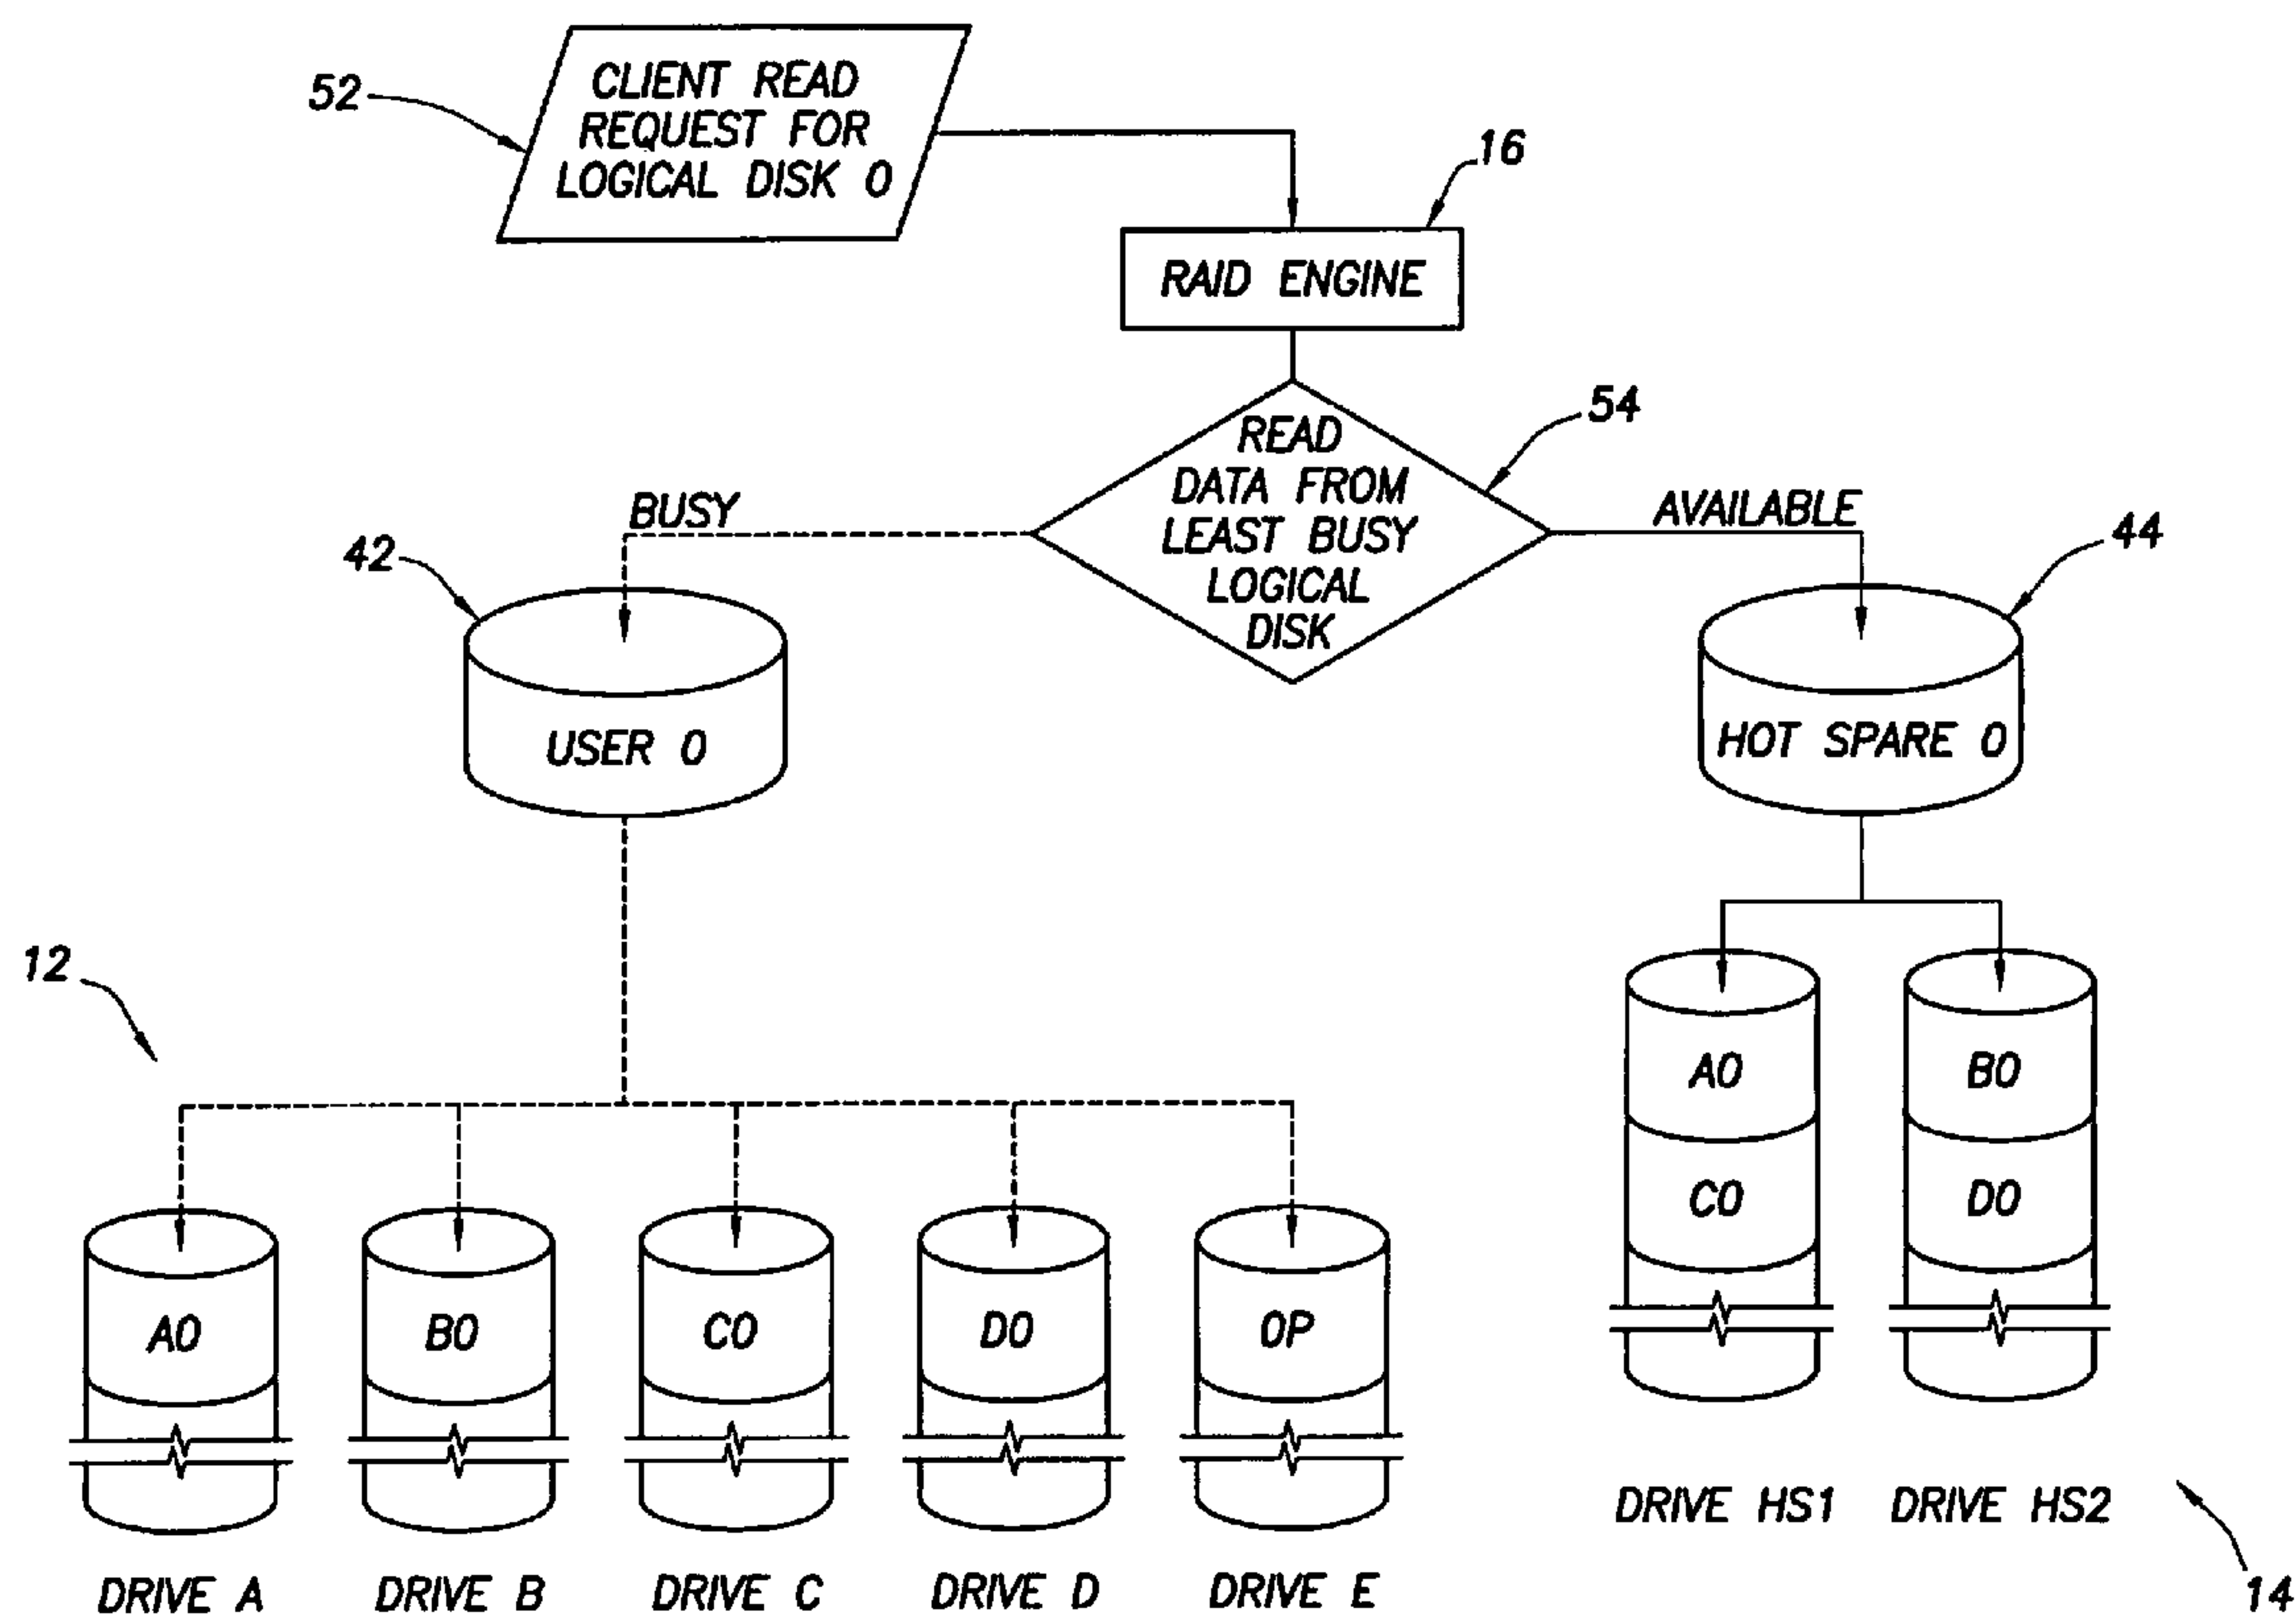 52
CLIENT READ
REQUEST FOR
LOGICAL DISK 0
16
RAID ENGINE
54
READ
DATA FROM
LEAST BUSY
LOGICAL
DISK
BUSY
AVAILABLE
42
44
USER 0
HOT SPARE 0
12
A0
B0
C0
D0
A0
B0
C0
D0
0P
DRIVE HS1
DRIVE HS2
DRIVE A
DRIVE B
DRIVE C
DRIVE D
DRIVE E
14